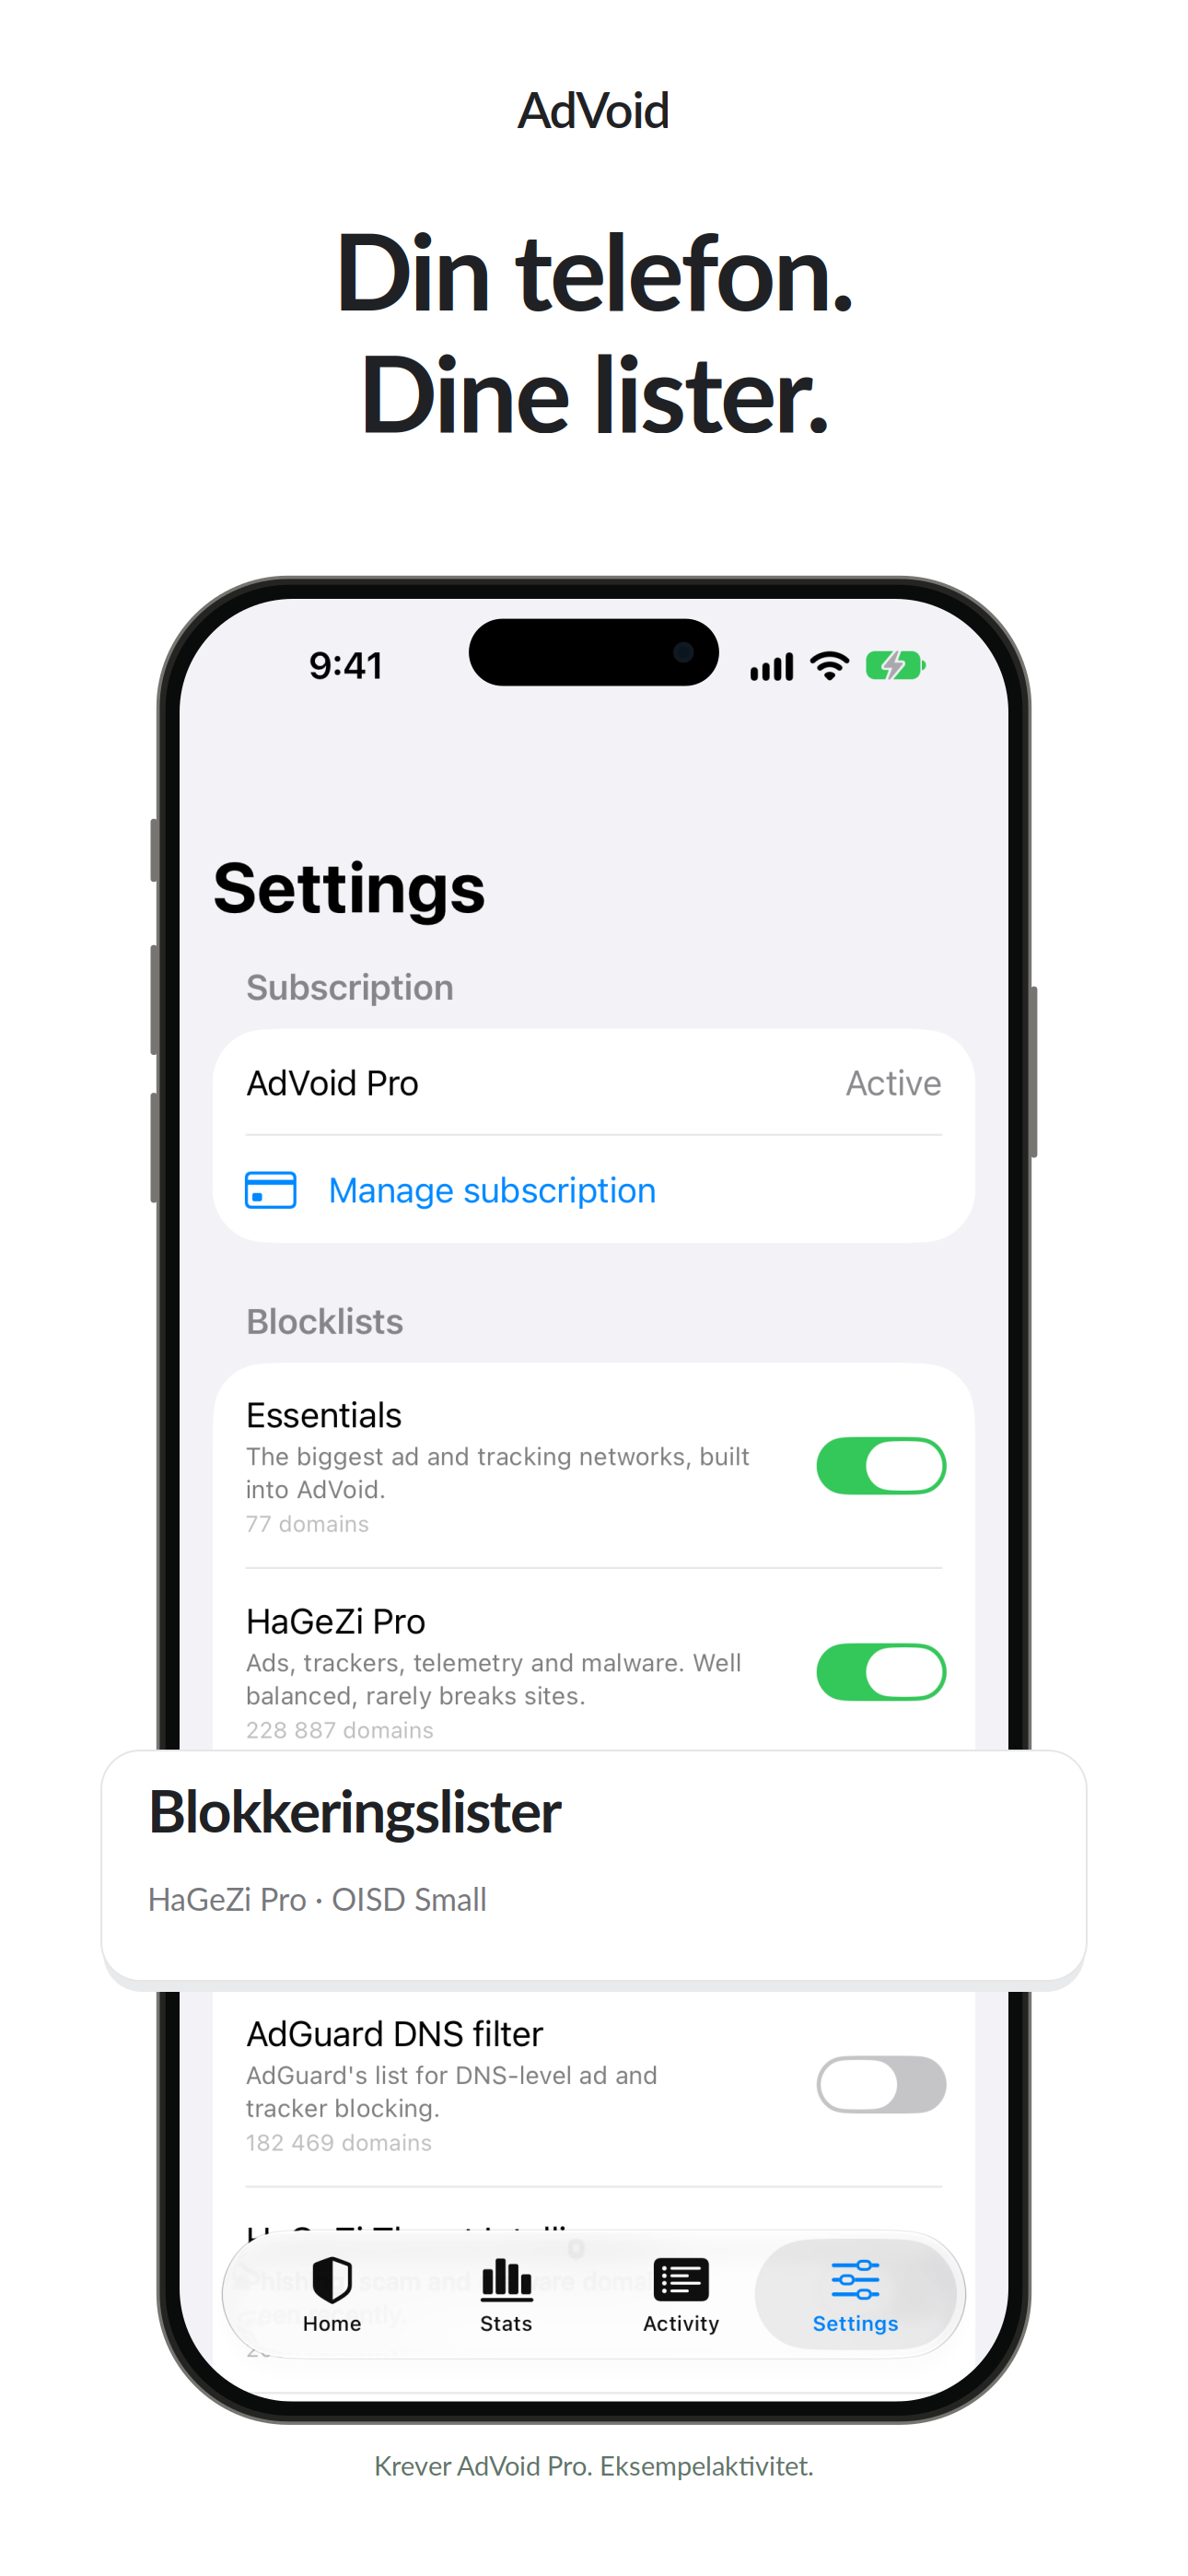 AdVoid
Din telefon.
Dine lister.
9:41
Settings
Subscription
AdVoid Pro
Active
Manage subscription
Blocklists
Essentials
The biggest ad and tracking networks, built
into AdVoid.
77 domains
HaGeZi Pro
Ads, trackers, telemetry and malware. Well
balanced, rarely breaks sites.
228 887 domains
Blokkeringslister
HaGeZi Pro · OISD Small
AdGuard DNS filter
AdGuard's list for DNS-level ad and
tracker blocking.
182 469 domains
Home
Stats
Activity
Settings
Krever AdVoid Pro. Eksempelaktivitet.